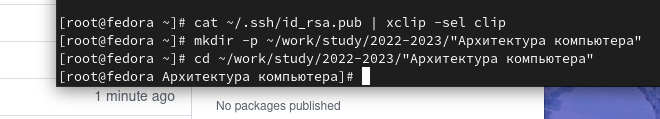 [root@fedora ~]# cat ~/.ssh/id_rsa.pub | xclip -sel clip
[root@fedora ~]# mkdir -p ~/work/study/2022-2023/"Архитектура компьютера"
[root@fedora ~]# cd ~/work/study/2022-2023/"Архитектура компьютера"
[root@fedora Архитектура компьютера]#
1 minute ago
No packages published